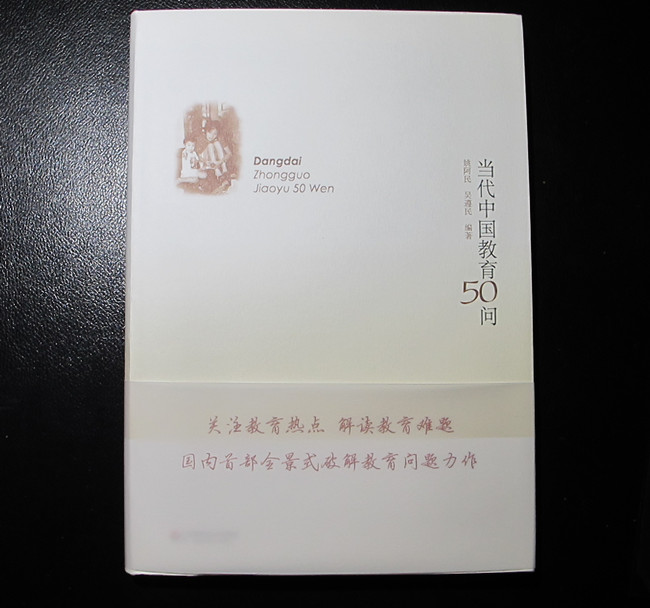 Dangdai
Zhongguo
Jiaoyu 50 Wen
当代中国教育50问
姚阿民 吴遵民 编著
关注教育热点 解读教育难题
国内首部全景式破解教育问题力作